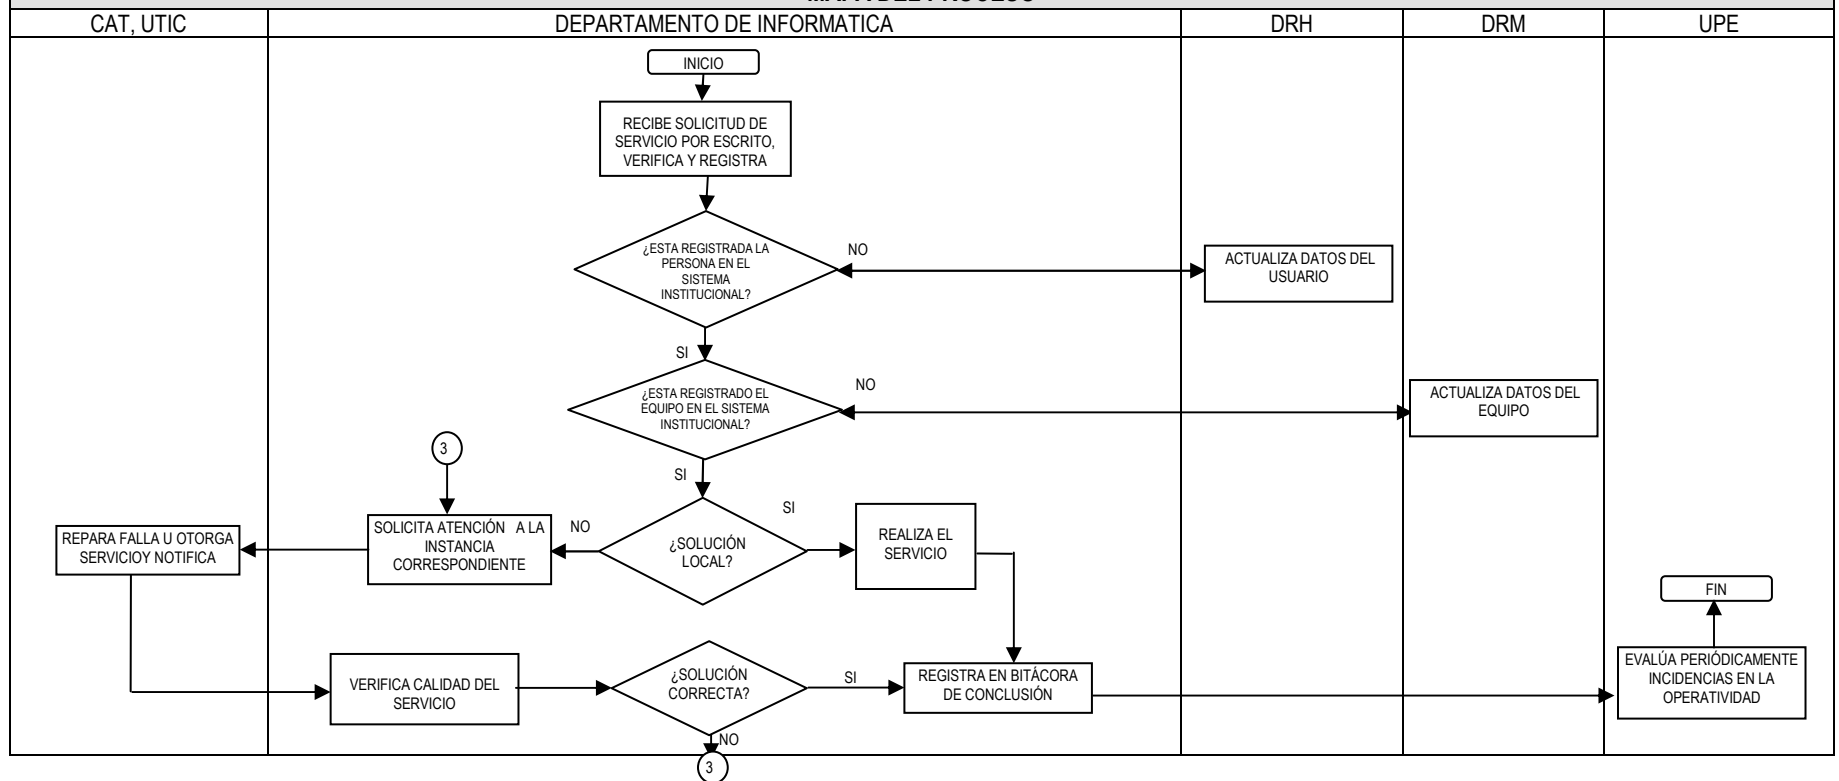 CAT, UTIC
DEPARTAMENTO DE INFORMATICA
DRH
DRM
UPE
INICIO
RECIBE SOLICITUD DE
SERVICIO POR ESCRITO,
VERIFICA Y REGISTRA
¿ESTA REGISTRADA LA
PERSONA EN EL
SISTEMA
INSTITUCIONAL?
NO
ACTUALIZA DATOS DEL
USUARIO
SI
¿ESTA REGISTRADO EL
EQUIPO EN EL SISTEMA
INSTITUCIONAL?
NO
ACTUALIZA DATOS DEL
EQUIPO
3
SI
SI
REPARA FALLA U OTORGA
SERVICIOY NOTIFICA
SOLICITA ATENCIÓN A LA
INSTANCIA
CORRESPONDIENTE
NO
¿SOLUCIÓN
LOCAL?
REALIZA EL
SERVICIO
FIN
VERIFICA CALIDAD DEL
SERVICIO
¿SOLUCIÓN
CORRECTA?
SI
REGISTRA EN BITÁCORA
DE CONCLUSIÓN
EVALÚA PERIÓDICAMENTE
INCIDENCIAS EN LA
OPERATIVIDAD
NO
3